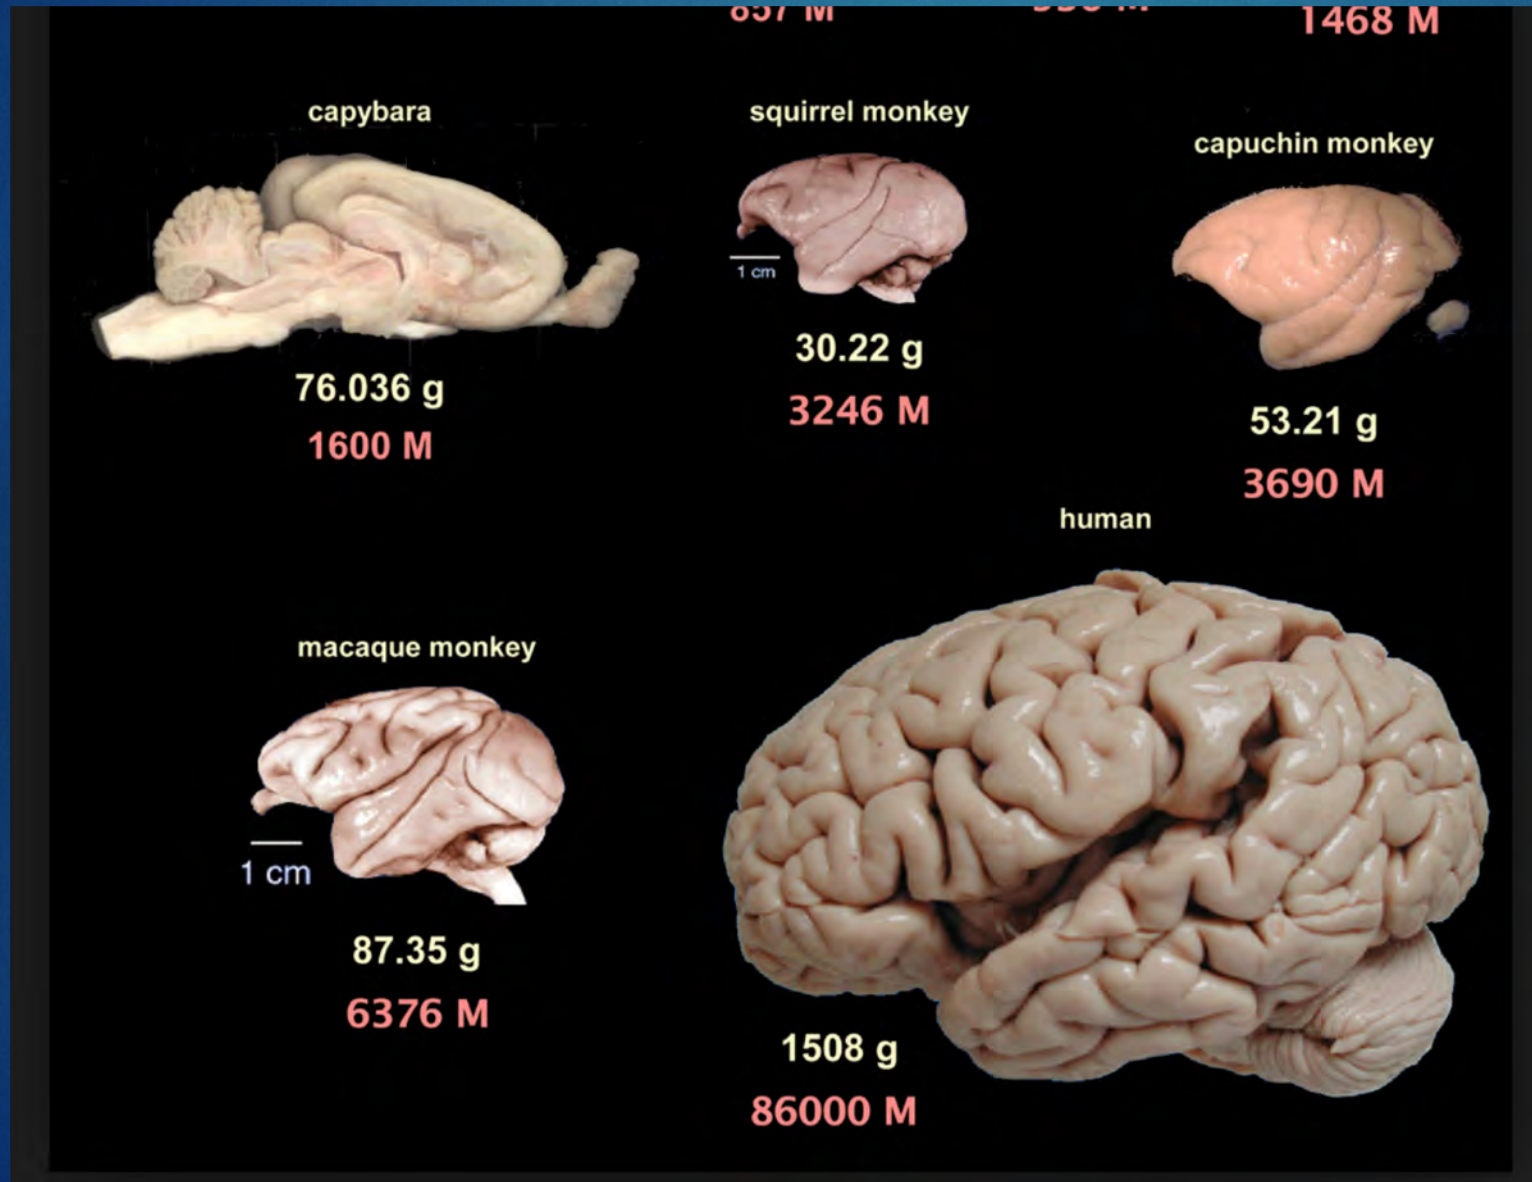 857 M
1468 M
capybara
squirrel monkey
capuchin monkey
1 cm
30.22 g
76.036 g
3246 M
53.21 g
1600 M
3690 M
human
macaque monkey
1 cm
87.35 g
6376 M
1508 g
86000 M